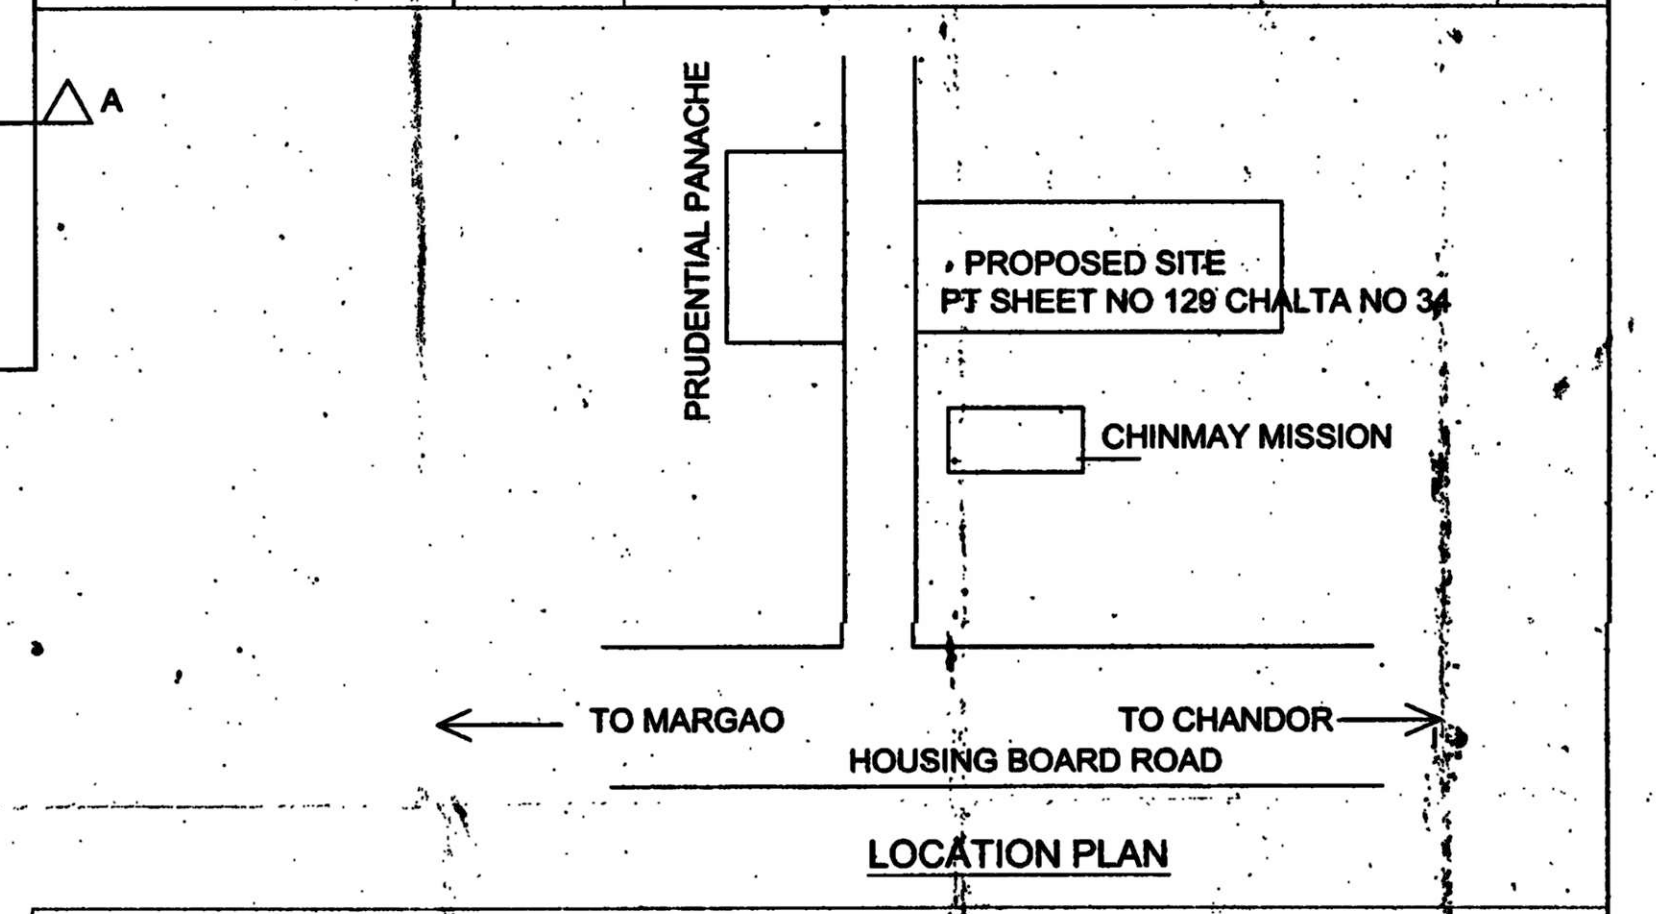 A
PRUDENTIAL PANACHE
PROPOSED SITE
PT SHEET NO 129 CHALTA NO 34
CHINMAY MISSION
TO MARGAO
TO CHANDOR
HOUSING BOARD ROAD
LOCATION PLAN